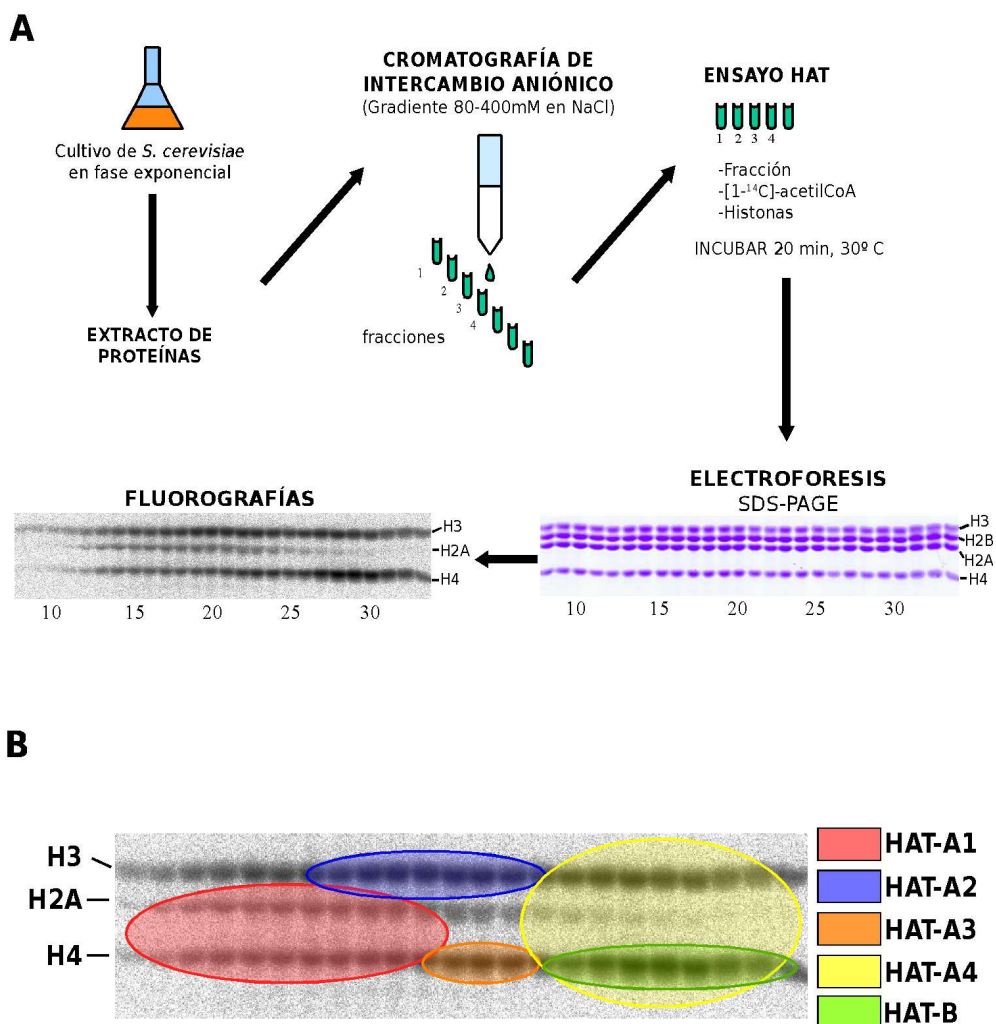 A
Cultivo de S. cerevisiae
en fase exponencial
EXTRACTO DE
PROTEÍNAS
CROMATOGRAFÍA DE
INTERCAMBIO ANIÓNICO
(Gradiente 80-400mM en NaCl)
1
2
3
4
fracciones
ENSAYO HAT
1 2 3 4
-Fracción
-[1-¹⁴C]-acetilCoA
-Histonas
INCUBAR 20 min, 30º C
ELECTROFORESIS
SDS-PAGE
H3
H2B
H2A
H4
10 15 20 25 30
FLUOROGRAFÍAS
H3
H2A
H4
10 15 20 25 30
B
H3
H2A
H4
HAT-A1
HAT-A2
HAT-A3
HAT-A4
HAT-B